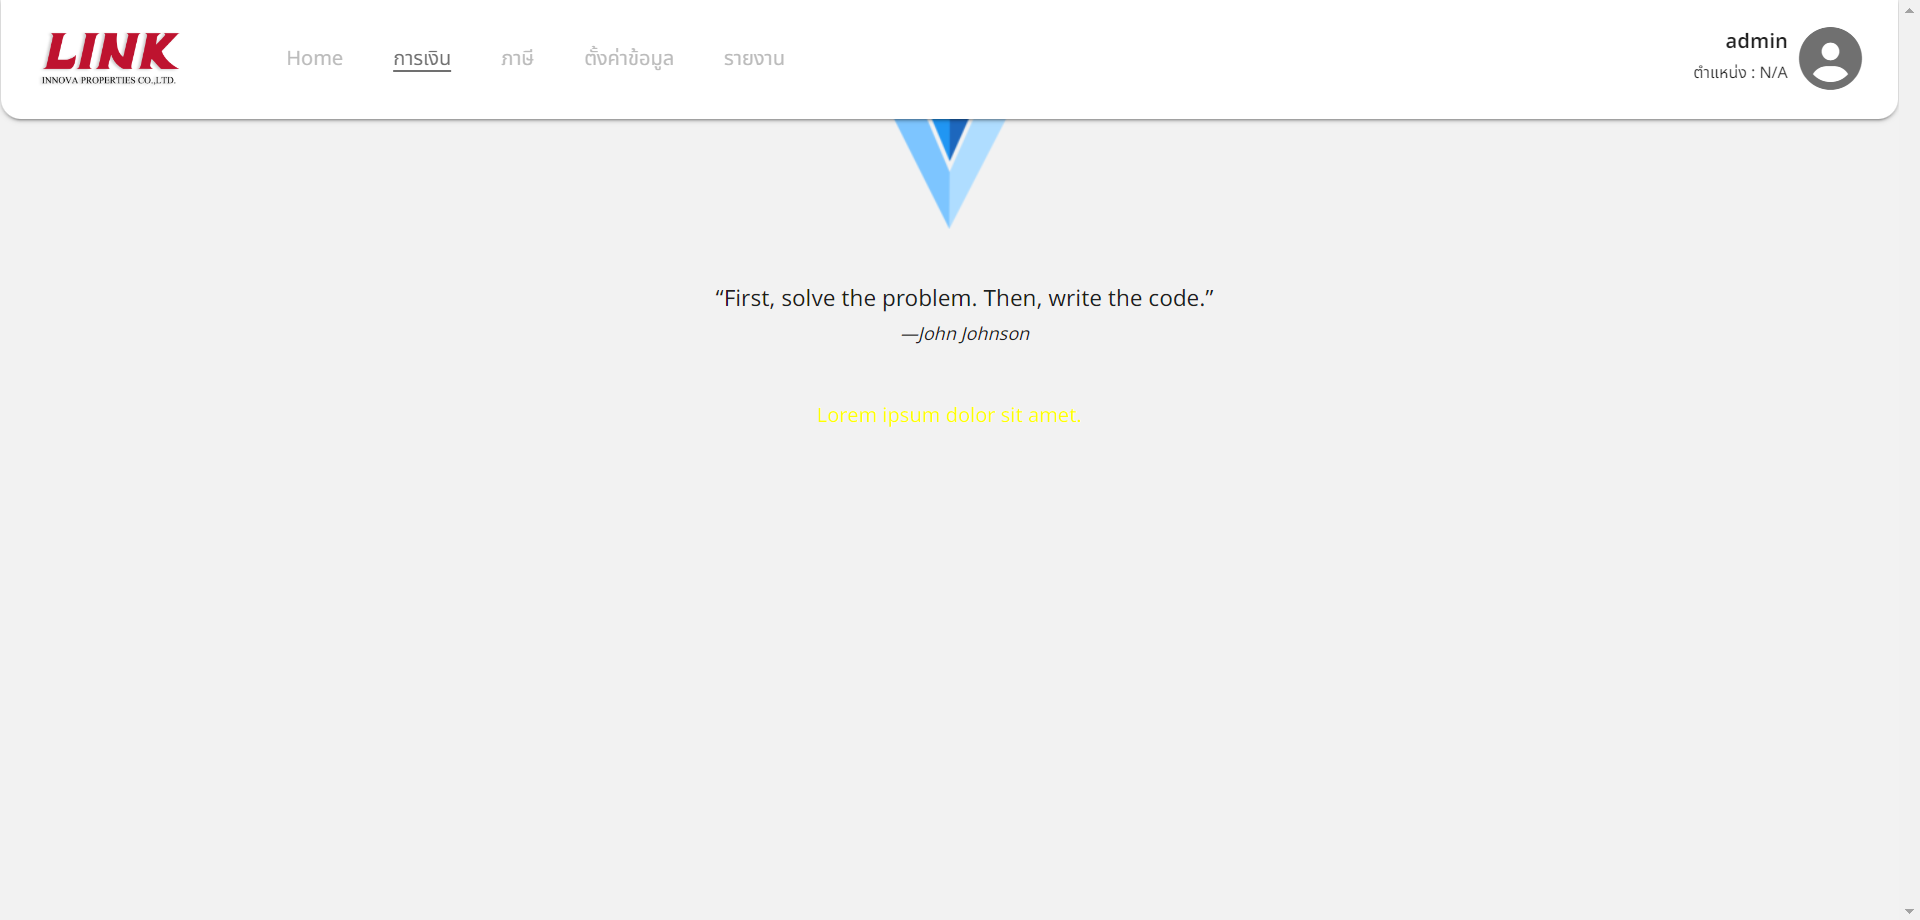 LINK
INNOVA PROPERTIES CO.,LTD.
Home การเงิน ภาษี ตั้งค่าข้อมูล รายงาน
admin
ตำแหน่ง : N/A
“First, solve the problem. Then, write the code.”
—John Johnson
Lorem ipsum dolor sit amet.